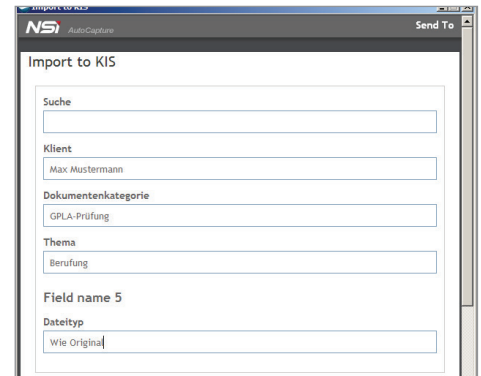 Import to KIS
NSi AutoCapture
Send To
Import to KIS
Suche
Klient
Max Mustermann
Dokumentenkategorie
GPLA-Prüfung
Thema
Berufung
Field name 5
Dateityp
Wie Original